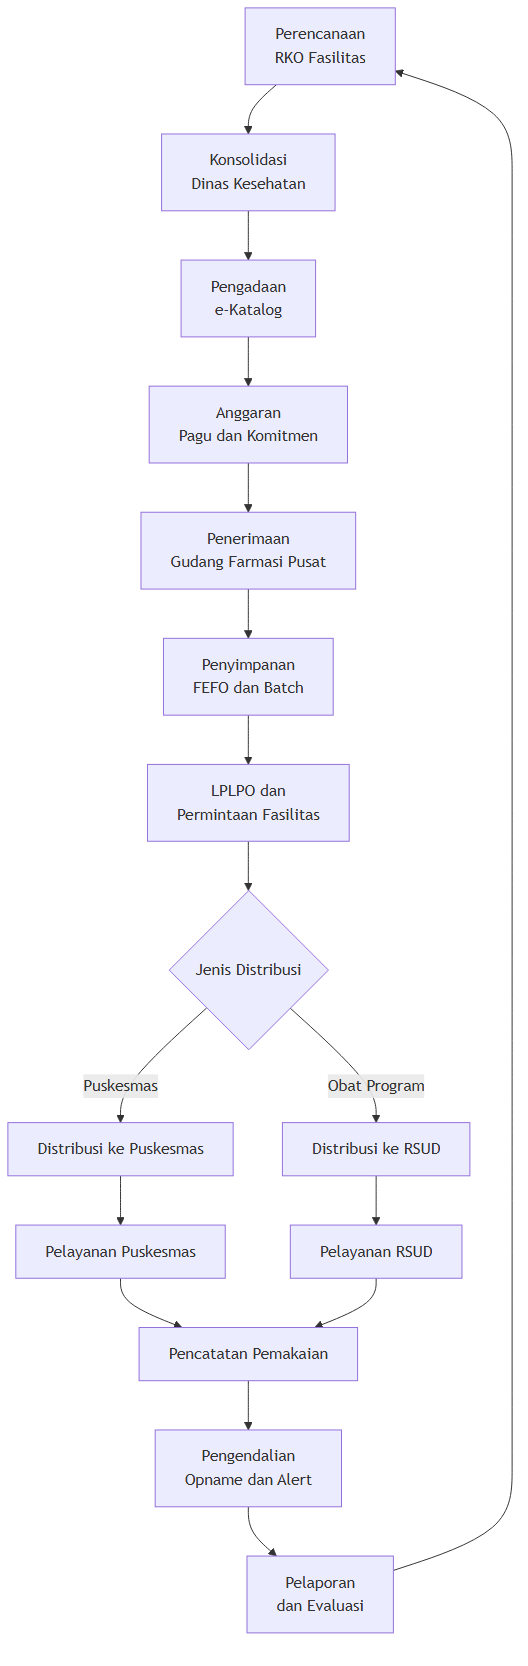 Perencanaan
RKO Fasilitas
Konsolidasi
Dinas Kesehatan
Pengadaan
e-Katalog
Anggaran
Pagu dan Komitmen
Penerimaan
Gudang Farmasi Pusat
Penyimpanan
FEFO dan Batch
LPLPO dan
Permintaan Fasilitas
Jenis Distribusi
Puskesmas
Obat Program
Distribusi ke Puskesmas
Distribusi ke RSUD
Pelayanan Puskesmas
Pelayanan RSUD
Pencatatan Pemakaian
Pengendalian
Opname dan Alert
Pelaporan
dan Evaluasi